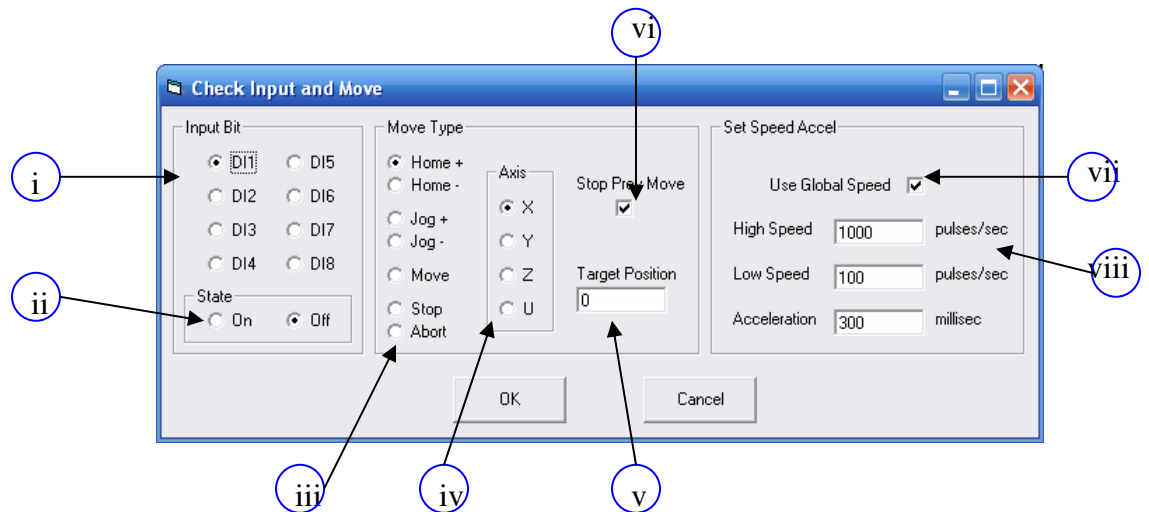 vi
Check Input and Move
Input Bit
DI1 DI5
DI2 DI6
DI3 DI7
DI4 DI8
State
On Off
Move Type
Home +
Home -
Jog +
Jog -
Move
Stop
Abort
Axis
X
Y
Z
U
Stop Prev Move
Target Position
0
Set Speed Accel
Use Global Speed
High Speed 1000 pulses/sec
Low Speed 100 pulses/sec
Acceleration 300 millisec
OK Cancel
i
ii
iii
iv
v
vii
viii